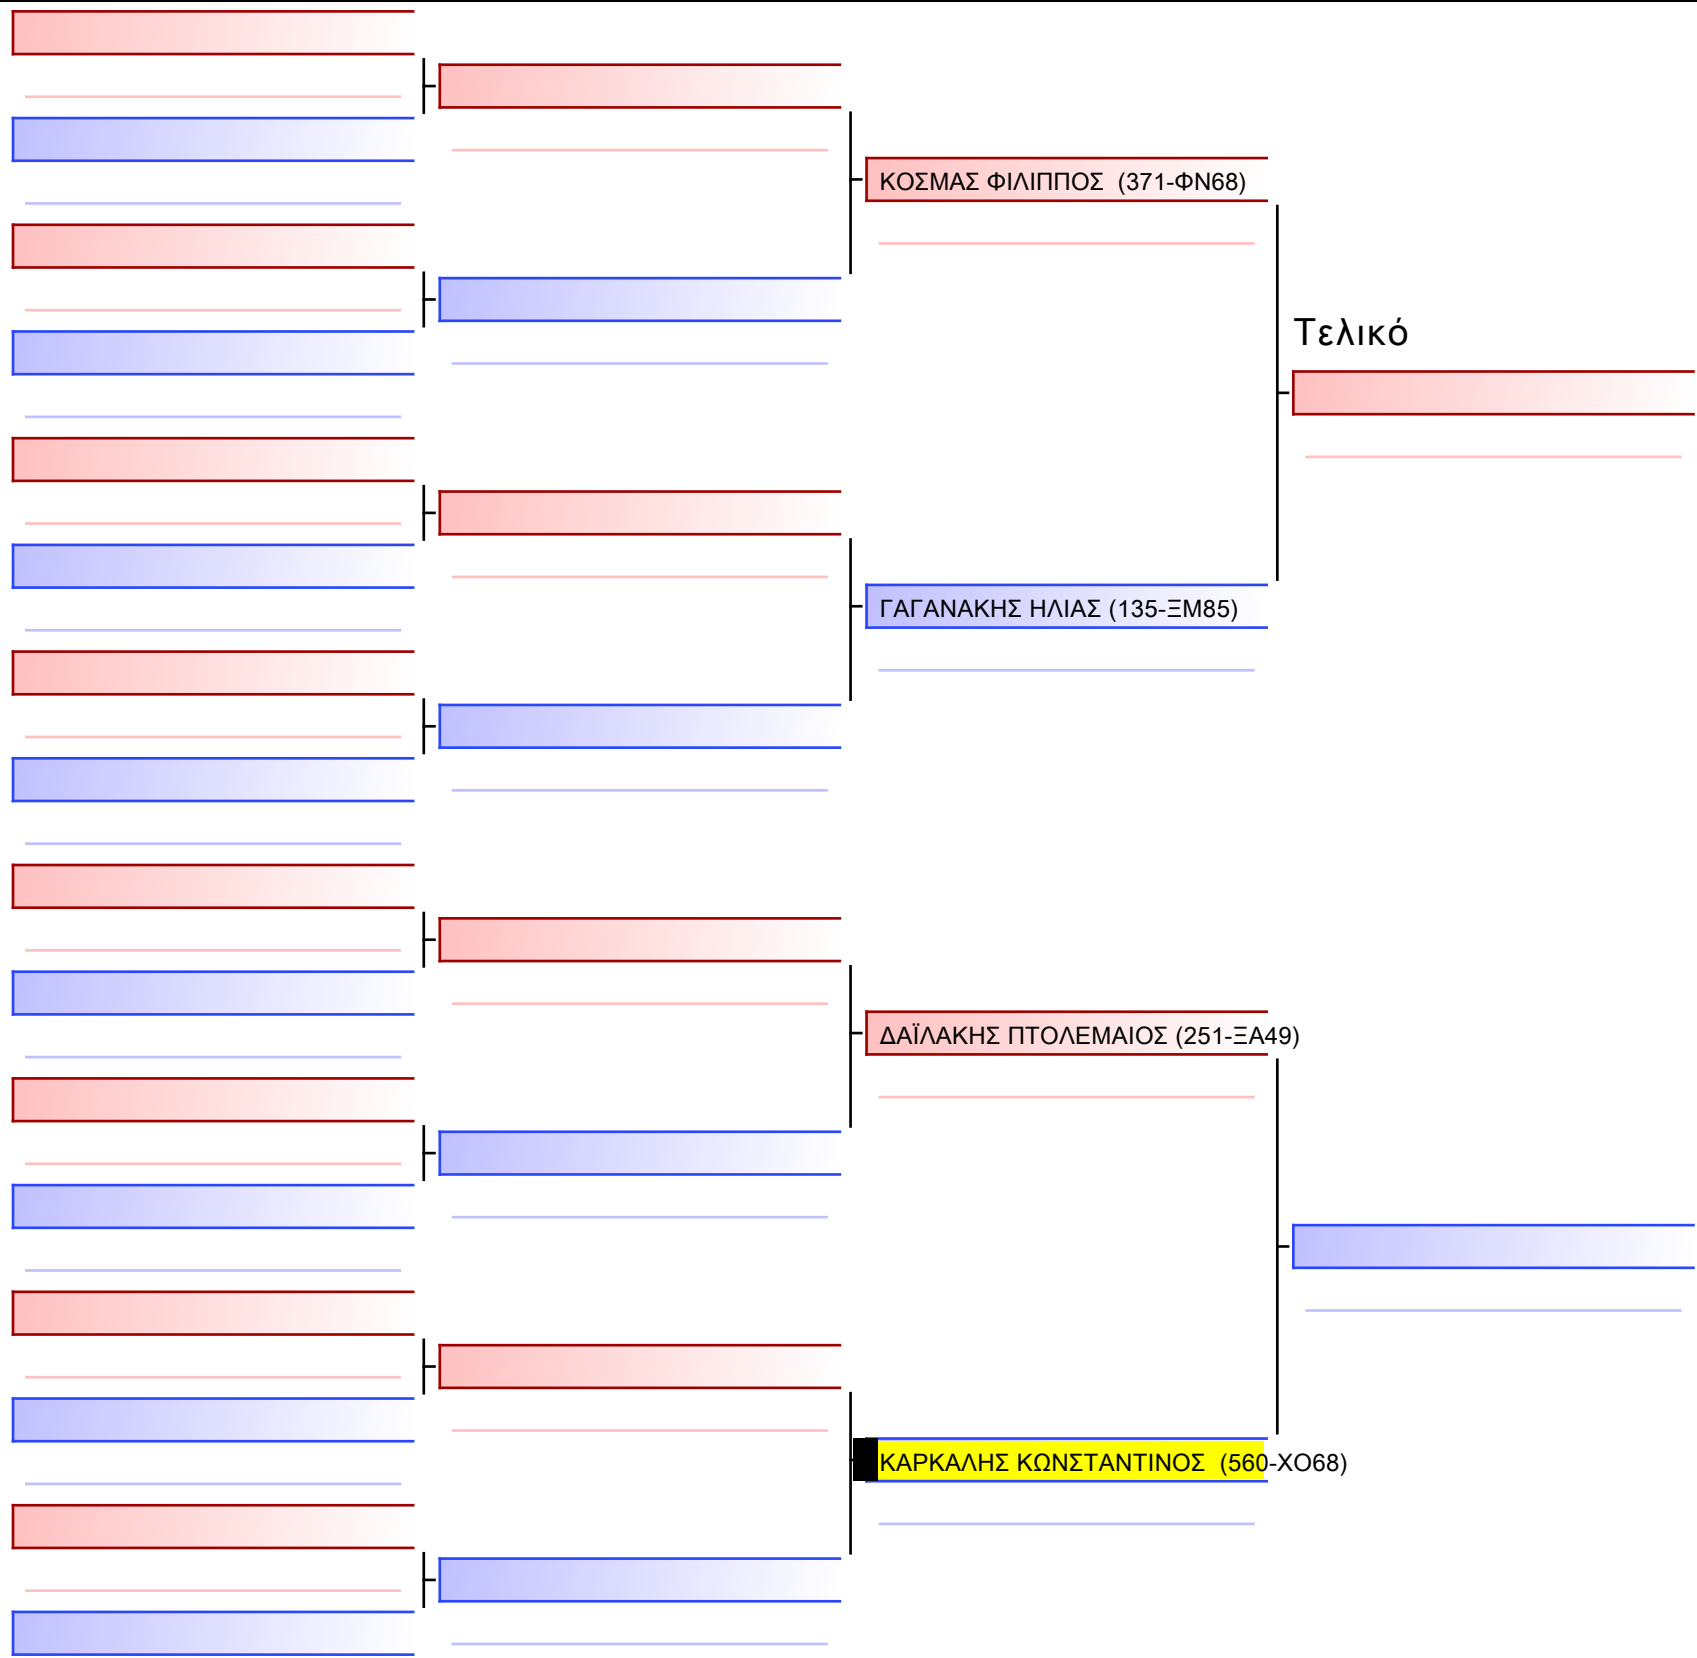 ΚΟΣΜΑΣ ΦΙΛΙΠΠΟΣ  (371-ΦΝ68)
Τελικό
ΓΑΓΑΝΑΚΗΣ ΗΛΙΑΣ (135-ΞΜ85)
ΔΑΪΛΑΚΗΣ ΠΤΟΛΕΜΑΙΟΣ (251-ΞΑ49)
ΚΑΡΚΑΛΗΣ ΚΩΝΣΤΑΝΤΙΝΟΣ  (560-ΧΟ68)